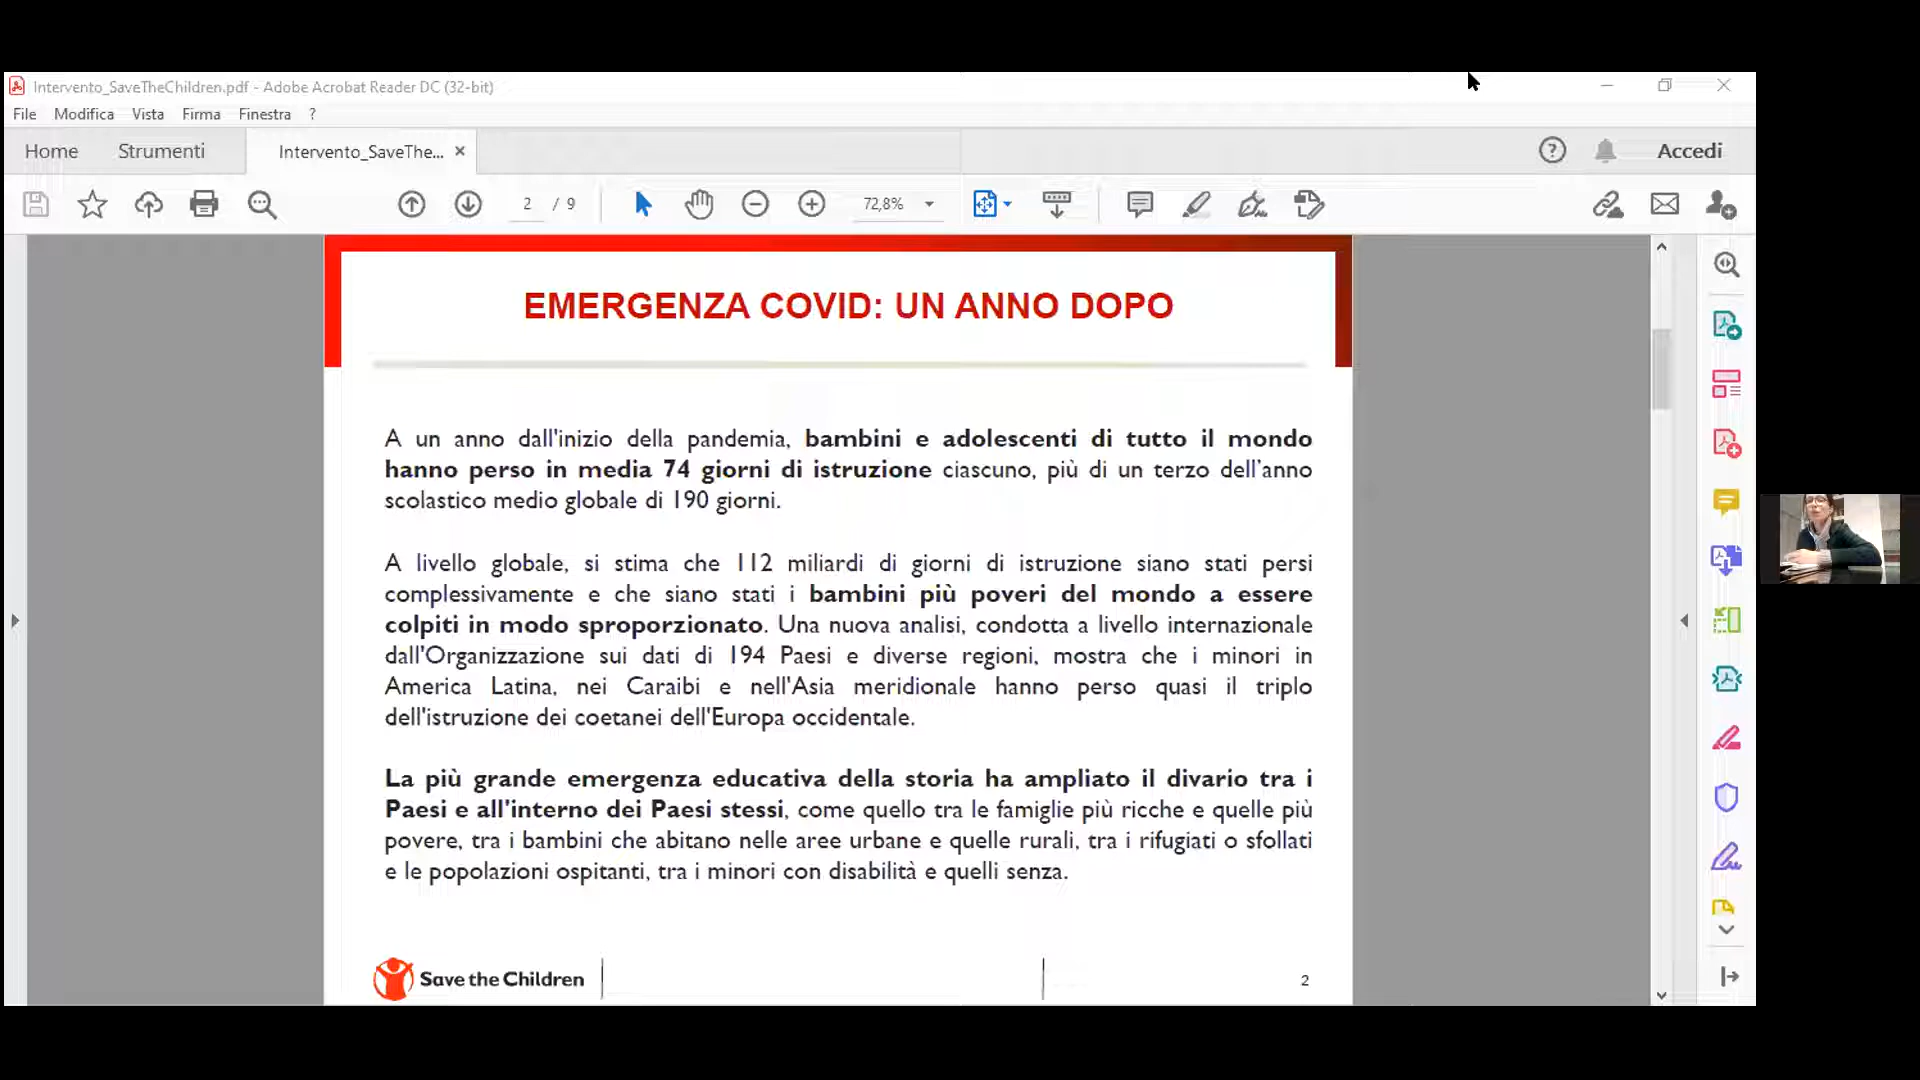 Intervento_SaveTheChildren.pdf - Adobe Acrobat Reader DC (32-bit)
File Modifica Vista Firma Finestra ?
Home Strumenti Intervento_SaveThe... × Accedi
2 / 9 72,8%
EMERGENZA COVID: UN ANNO DOPO
A un anno dall'inizio della pandemia, bambini e adolescenti di tutto il mondo
hanno perso in media 74 giorni di istruzione ciascuno, più di un terzo dell'anno
scolastico medio globale di 190 giorni.
A livello globale, si stima che 112 miliardi di giorni di istruzione siano stati persi
complessivamente e che siano stati i bambini più poveri del mondo a essere
colpiti in modo sproporzionato. Una nuova analisi, condotta a livello internazionale
dall'Organizzazione sui dati di 194 Paesi e diverse regioni, mostra che i minori in
America Latina, nei Caraibi e nell'Asia meridionale hanno perso quasi il triplo
dell'istruzione dei coetanei dell'Europa occidentale.
La più grande emergenza educativa della storia ha ampliato il divario tra i
Paesi e all'interno dei Paesi stessi, come quello tra le famiglie più ricche e quelle più
povere, tra i bambini che abitano nelle aree urbane e quelle rurali, tra i rifugiati o sfollati
e le popolazioni ospitanti, tra i minori con disabilità e quelli senza.
Save the Children
2